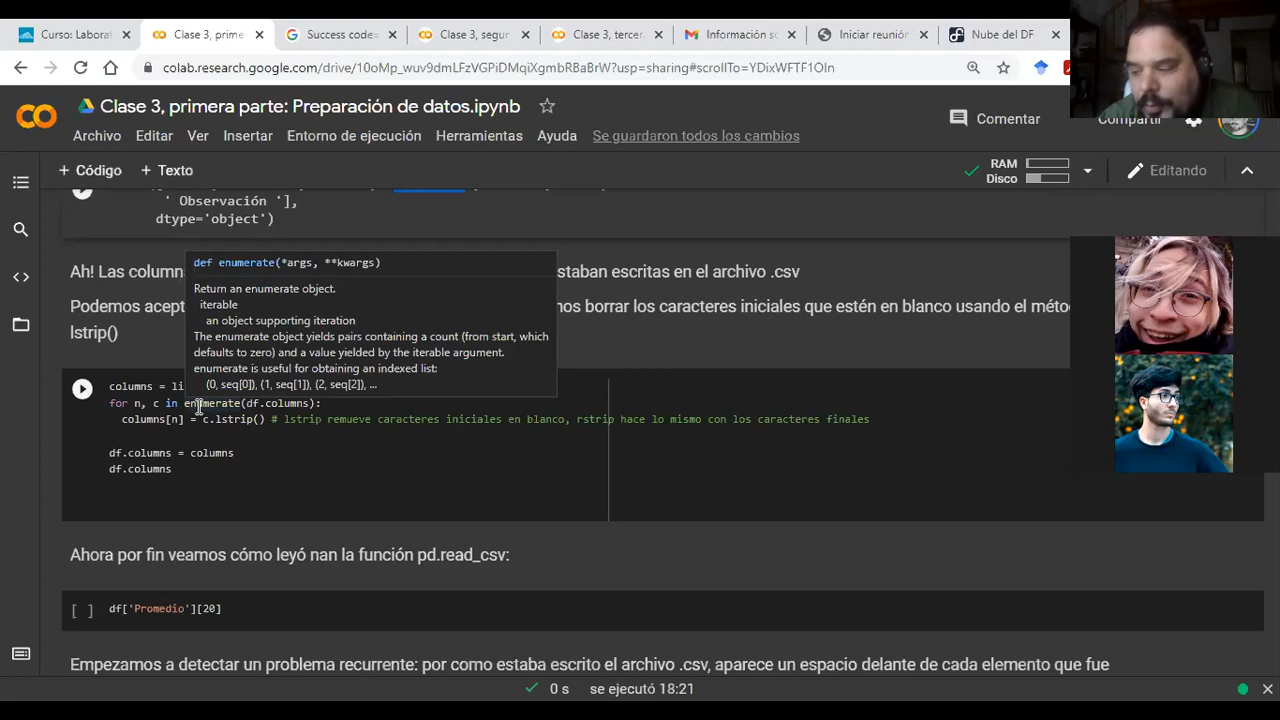 Curso: Laborat
Clase 3, prime
Success code=
Clase 3, segur
Clase 3, tercer
Información so
Iniciar reunión
Nube del DF
colab.research.google.com/drive/1oMp_wuv9dmLFzVGPiDMqiXgmbRBaBrW?usp=sharing#scrollTo=YDixWFTF1OIn
Clase 3, primera parte: Preparación de datos.ipynb
Comentar
Compartir
Archivo Editar Ver Insertar Entorno de ejecución Herramientas Ayuda Se guardaron todos los cambios
+ Código + Texto
RAM
Disco
Editando
' Observación '],
dtype='object')
Ah! Las column
staban escritas en el archivo .csv
Podemos acept
nos borrar los caracteres iniciales que estén en blanco usando el méto
lstrip()
def enumerate(*args, **kwargs)
Return an enumerate object.
iterable
an object supporting iteration
The enumerate object yields pairs containing a count (from start, which
defaults to zero) and a value yielded by the iterable argument.
enumerate is useful for obtaining an indexed list:
(0, seq[0]), (1, seq[1]), (2, seq[2]), ...
columns = li
for n, c in enumerate(df.columns):
columns[n] = c.lstrip() # lstrip remueve caracteres iniciales en blanco, rstrip hace lo mismo con los caracteres finales
df.columns = columns
df.columns
Ahora por fin veamos cómo leyó nan la función pd.read_csv:
[ ] df['Promedio'][20]
Empezamos a detectar un problema recurrente: por como estaba escrito el archivo .csv, aparece un espacio delante de cada elemento que fue
0 s se ejecutó 18:21